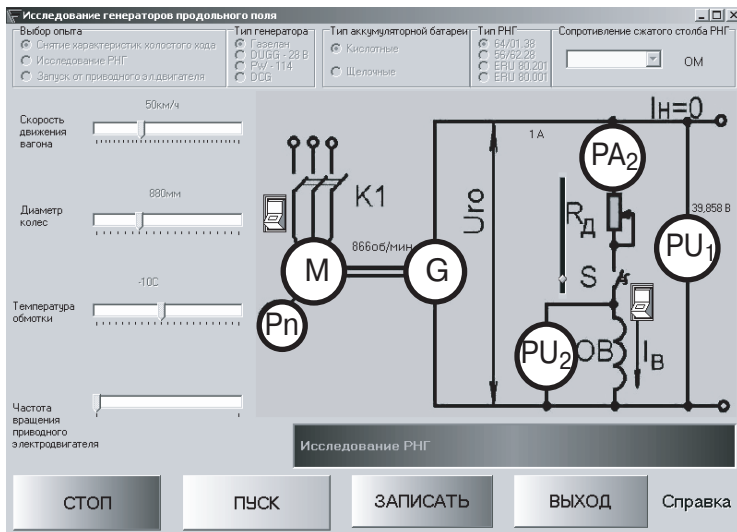 Исследование генераторов продольного поля
Выбор опыта
Снятие характеристик холостого хода
Исследование РНГ
Запуск от приводного эл.двигателя
Тип генератора
Газелан
DUGG - 28 В
PW - 114
DCG
Тип аккумуляторной батареи
Кислотные
Щелочные
Тип РНГ
64/01.38
56/62.28
ERU 80.201
ERU 80.001
Сопротивление сжатого столба РНГ
ОМ
Скорость движения вагона
50км/ч
Диаметр колес
880мм
Температура обмотки
-10С
Частота вращения приводного электродвигателя
K1
866об/мин
M
G
Pn
Uго
1 А
Iн=0
PA2
Rд
S
PU2
ОВ
Iв
39,858 В
PU1
Исследование РНГ
СТОП
ПУСК
ЗАПИСАТЬ
ВЫХОД
Справка